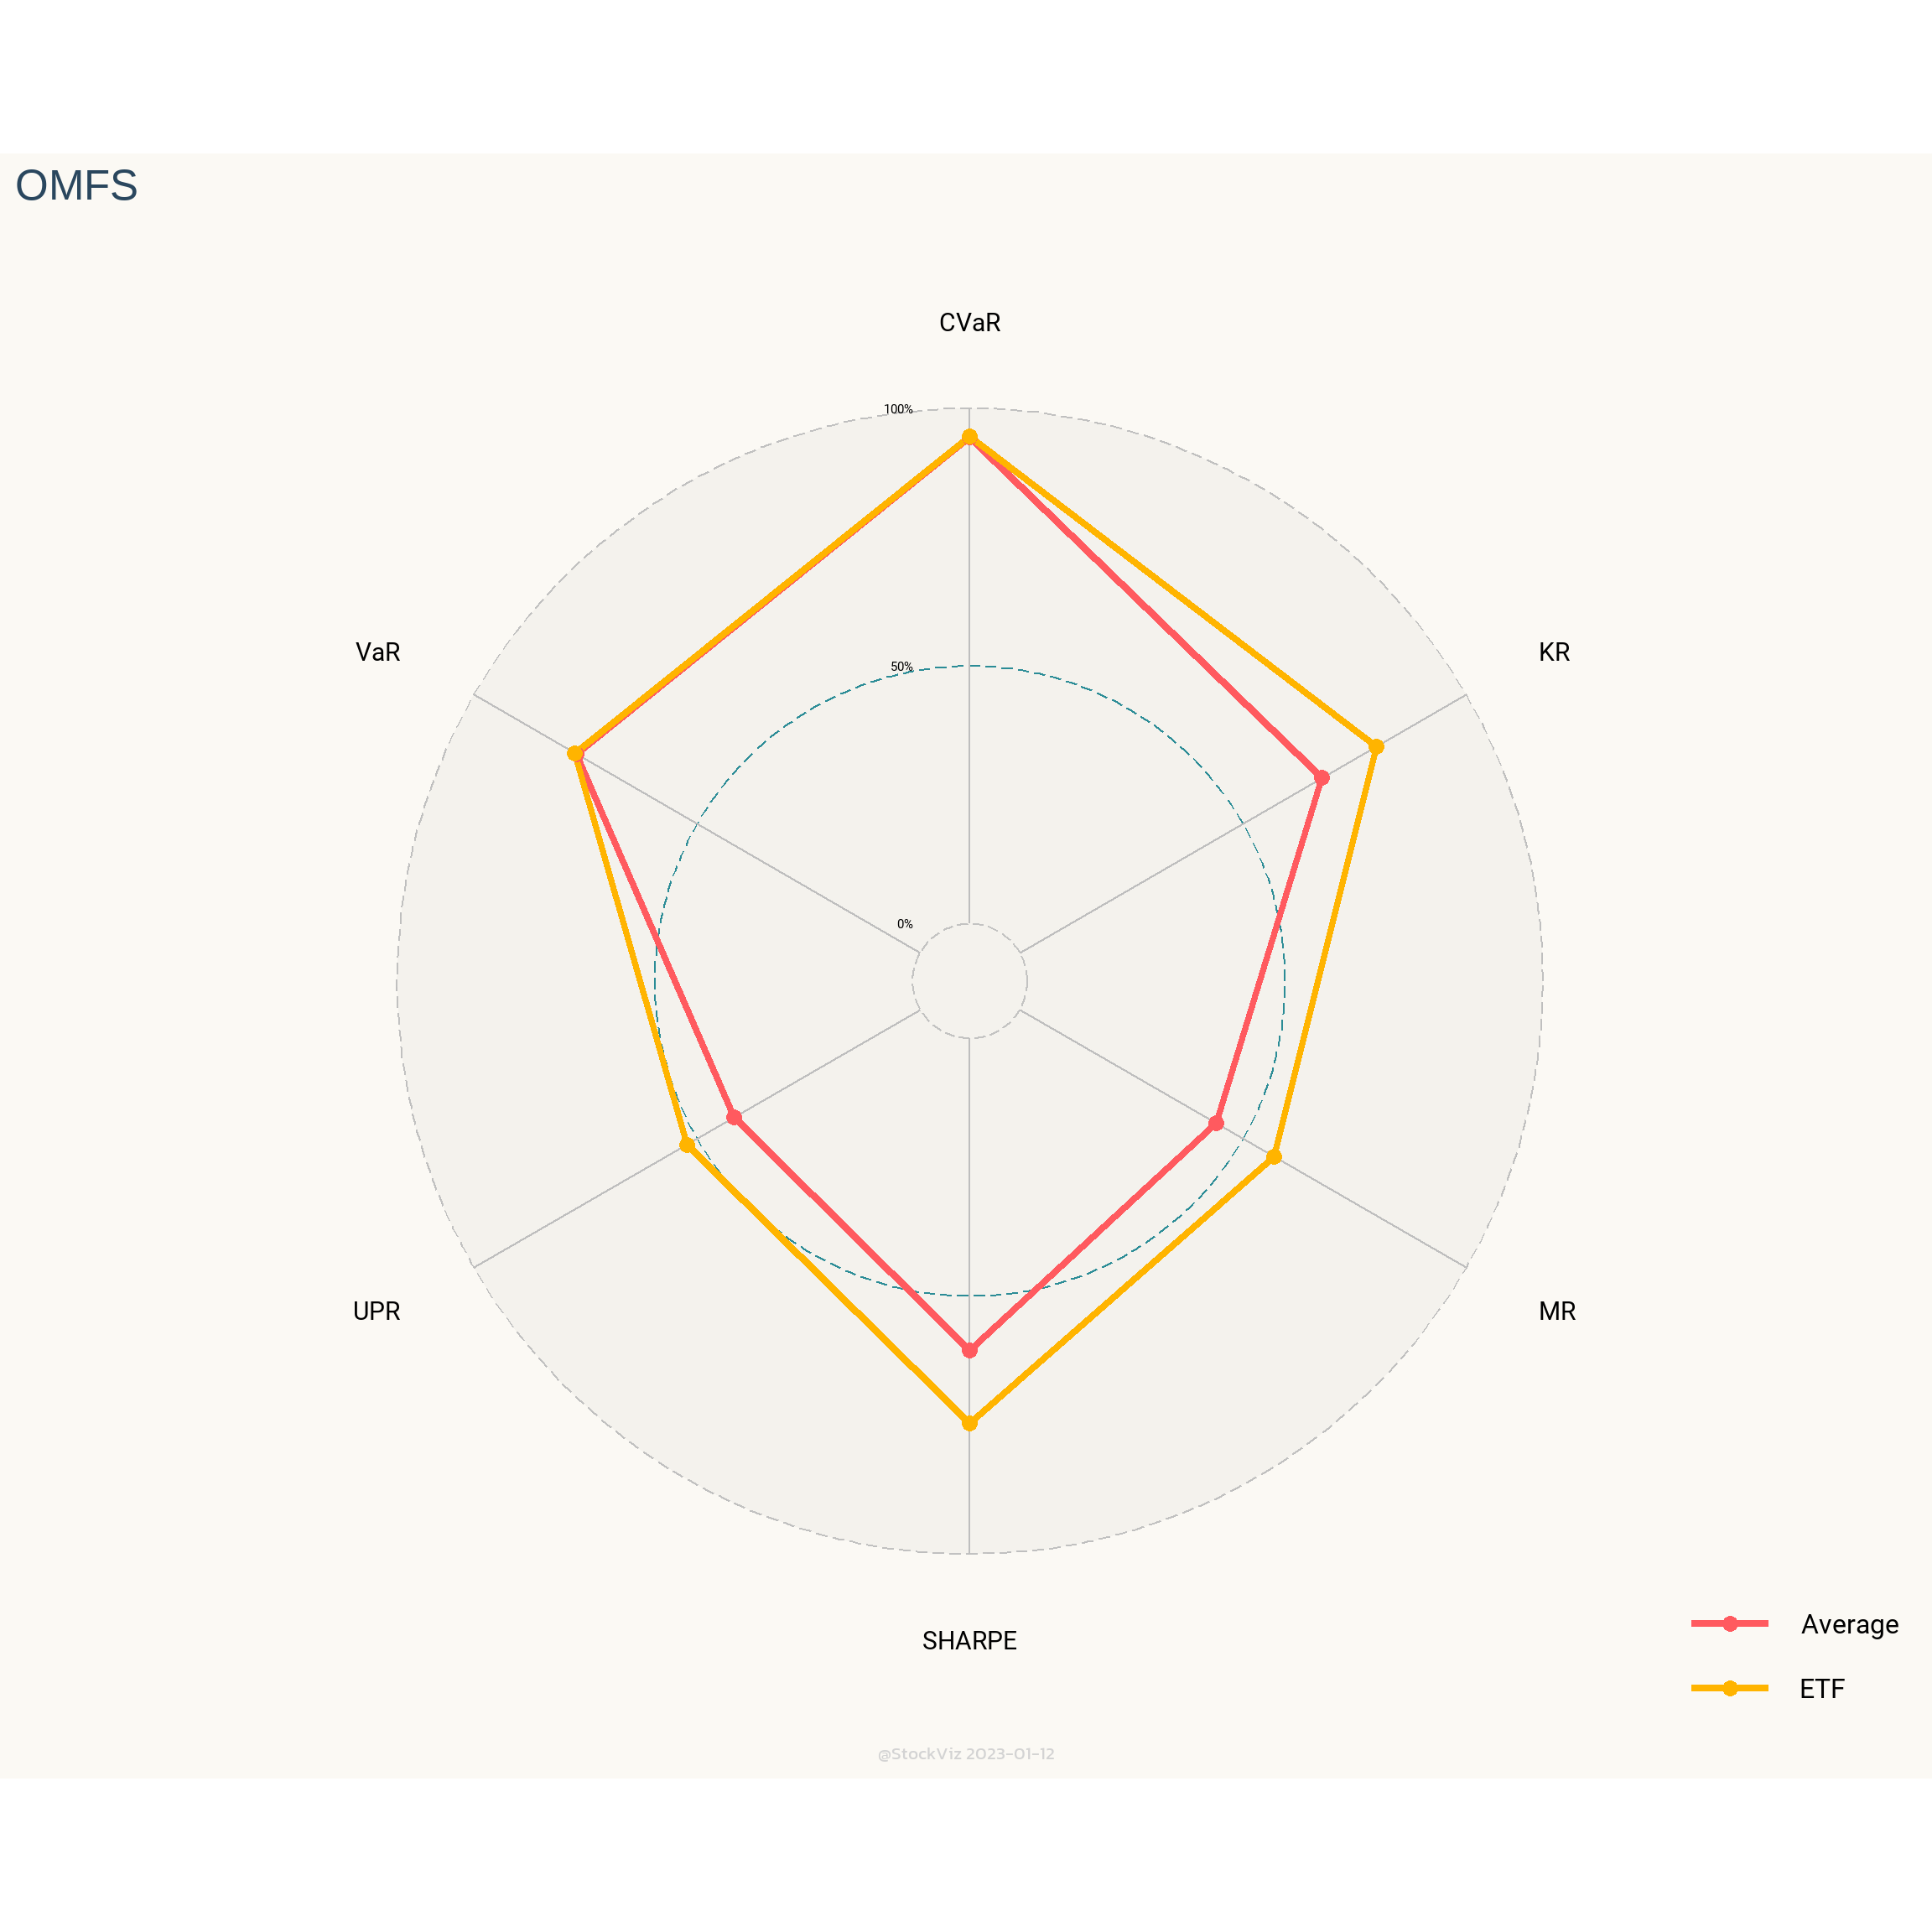 OMFS
CVaR
100%
VaR
KR
50%
0%
UPR
MR
SHARPE
Average
ETF
@StockViz 2023-01-12